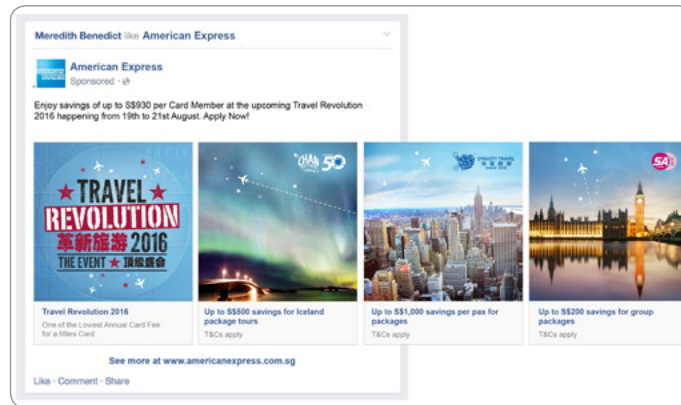 Meredith Benedict like American Express
American Express
Sponsored ·
Enjoy savings of up to S$930 per Card Member at the upcoming Travel Revolution
2016 happening from 19th to 21st August. Apply Now!
TRAVEL
REVOLUTION
革新旅游 2016
THE EVENT ★ 頂級盛会
Travel Revolution 2016
One of the Lowest Annual Card Fee
for a Miles Card
CHAN
50
Up to S$500 savings for Iceland
package tours
T&Cs apply
DYNASTY TRAVEL
Up to S$1,000 savings per pax for
packages
T&Cs apply
SA
Up to S$200 savings for group
packages
T&Cs apply
See more at www.americanexpress.com.sg
Like · Comment · Share